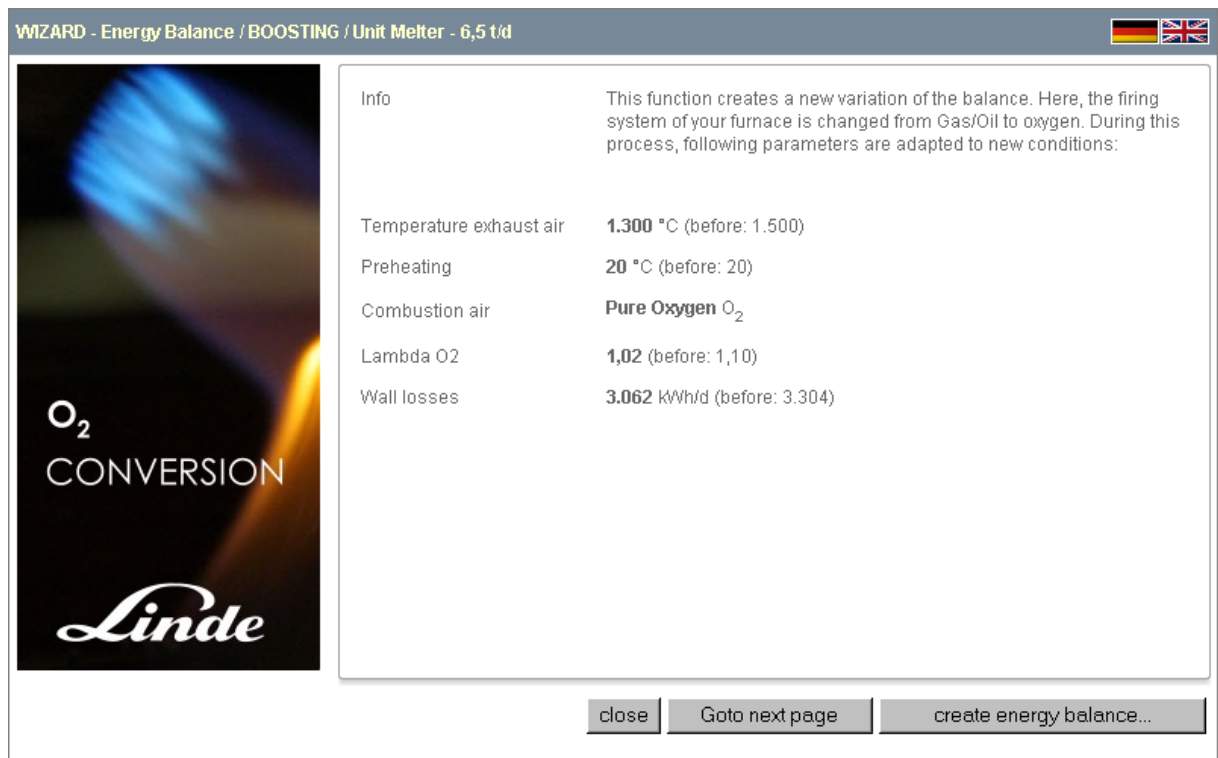 WIZARD - Energy Balance / BOOSTING / Unit Melter - 6,5 t/d
Info
This function creates a new variation of the balance. Here, the firing
system of your furnace is changed from Gas/Oil to oxygen. During this
process, following parameters are adapted to new conditions:
Temperature exhaust air 1.300 °C (before: 1.500)
Preheating 20 °C (before: 20)
Combustion air Pure Oxygen O2
Lambda O2 1,02 (before: 1,10)
Wall losses 3.062 kWh/d (before: 3.304)
O2
CONVERSION
Linde
close Goto next page create energy balance...